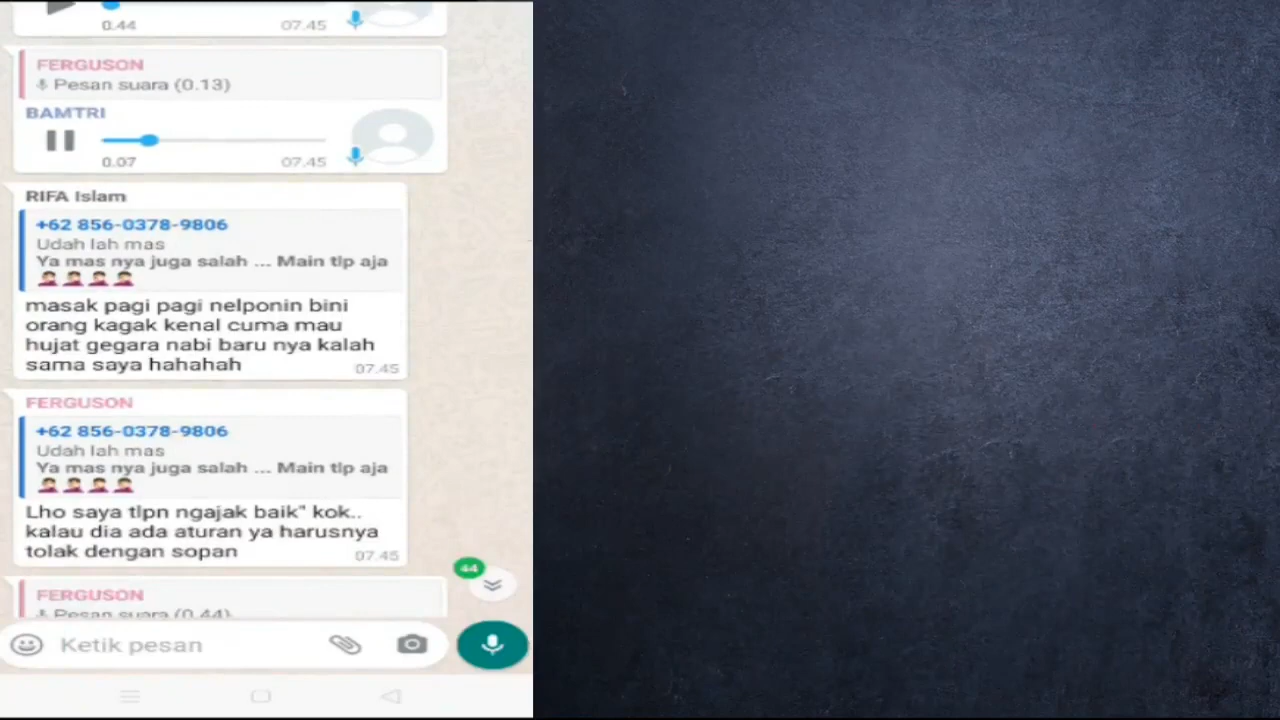 0.44 07.45
FERGUSON
Pesan suara (0.13)
BAMTRI
0.07 07.45
RIFA Islam
+62 856-0378-9806
Udah lah mas
Ya mas nya juga salah ... Main tlp aja
masak pagi pagi nelponin bini
orang kagak kenal cuma mau
hujat gegara nabi baru nya kalah
sama saya hahahah 07.45
FERGUSON
+62 856-0378-9806
Udah lah mas
Ya mas nya juga salah ... Main tlp aja
Lho saya tlpn ngajak baik" kok..
kalau dia ada aturan ya harusnya
tolak dengan sopan 07.45
44
FERGUSON
Pesan suara (0.44)
Ketik pesan